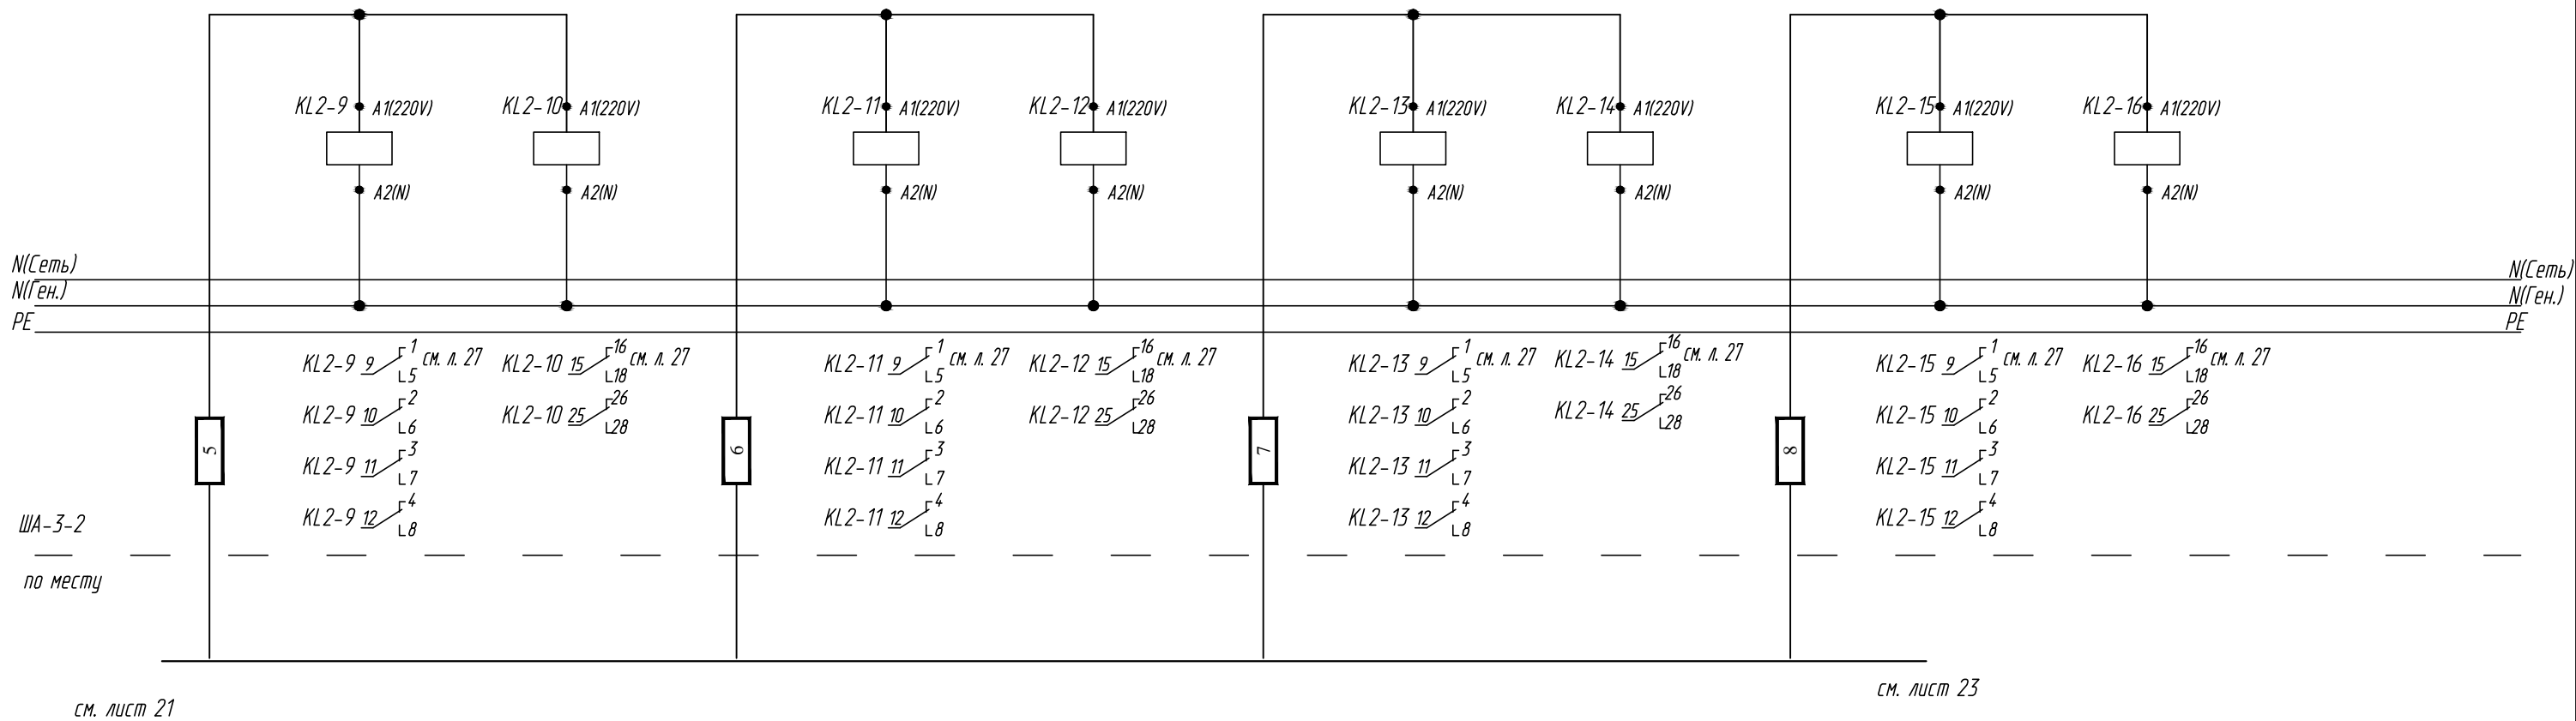 KL2-9 A1(220V) KL2-10 A1(220V) KL2-11 A1(220V) KL2-12 A1(220V) KL2-13 A1(220V) KL2-14 A1(220V) KL2-15 A1(220V) KL2-16 A1(220V)
A2(N) A2(N) A2(N) A2(N) A2(N) A2(N) A2(N) A2(N)
N(Сеть) N(Сеть)
N(Ген.) N(Ген.)
PE PE
KL2-9 9 1 5 см. л. 27
KL2-9 10 2 6
KL2-9 11 3 7
KL2-9 12 4 8
KL2-10 15 16 18 см. л. 27
KL2-10 25 26 28
KL2-11 9 1 5 см. л. 27
KL2-11 10 2 6
KL2-11 11 3 7
KL2-11 12 4 8
KL2-12 15 16 18 см. л. 27
KL2-12 25 26 28
KL2-13 9 1 5 см. л. 27
KL2-13 10 2 6
KL2-13 11 3 7
KL2-13 12 4 8
KL2-14 15 16 18 см. л. 27
KL2-14 25 26 28
KL2-15 9 1 5 см. л. 27
KL2-15 10 2 6
KL2-15 11 3 7
KL2-15 12 4 8
KL2-16 15 16 18 см. л. 27
KL2-16 25 26 28
5 6 7 8
ША-3-2
по месту
см. лист 21
см. лист 23